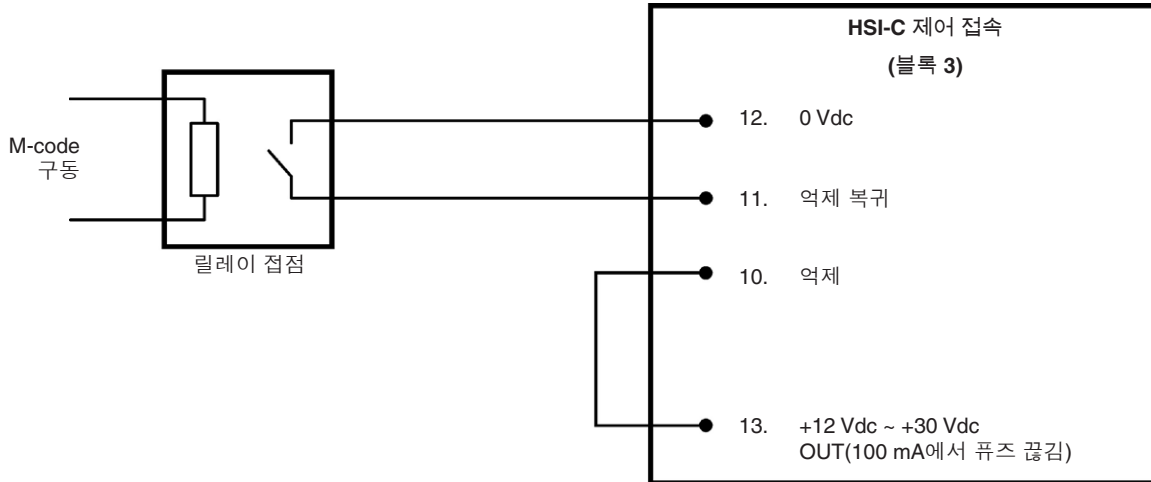 HSI-C 제어 접속
(블록 3)
M-code
구동
릴레이 접점
12. 0 Vdc
11. 억제 복귀
10. 억제
13. +12 Vdc ~ +30 Vdc
OUT(100 mA에서 퓨즈 끊김)